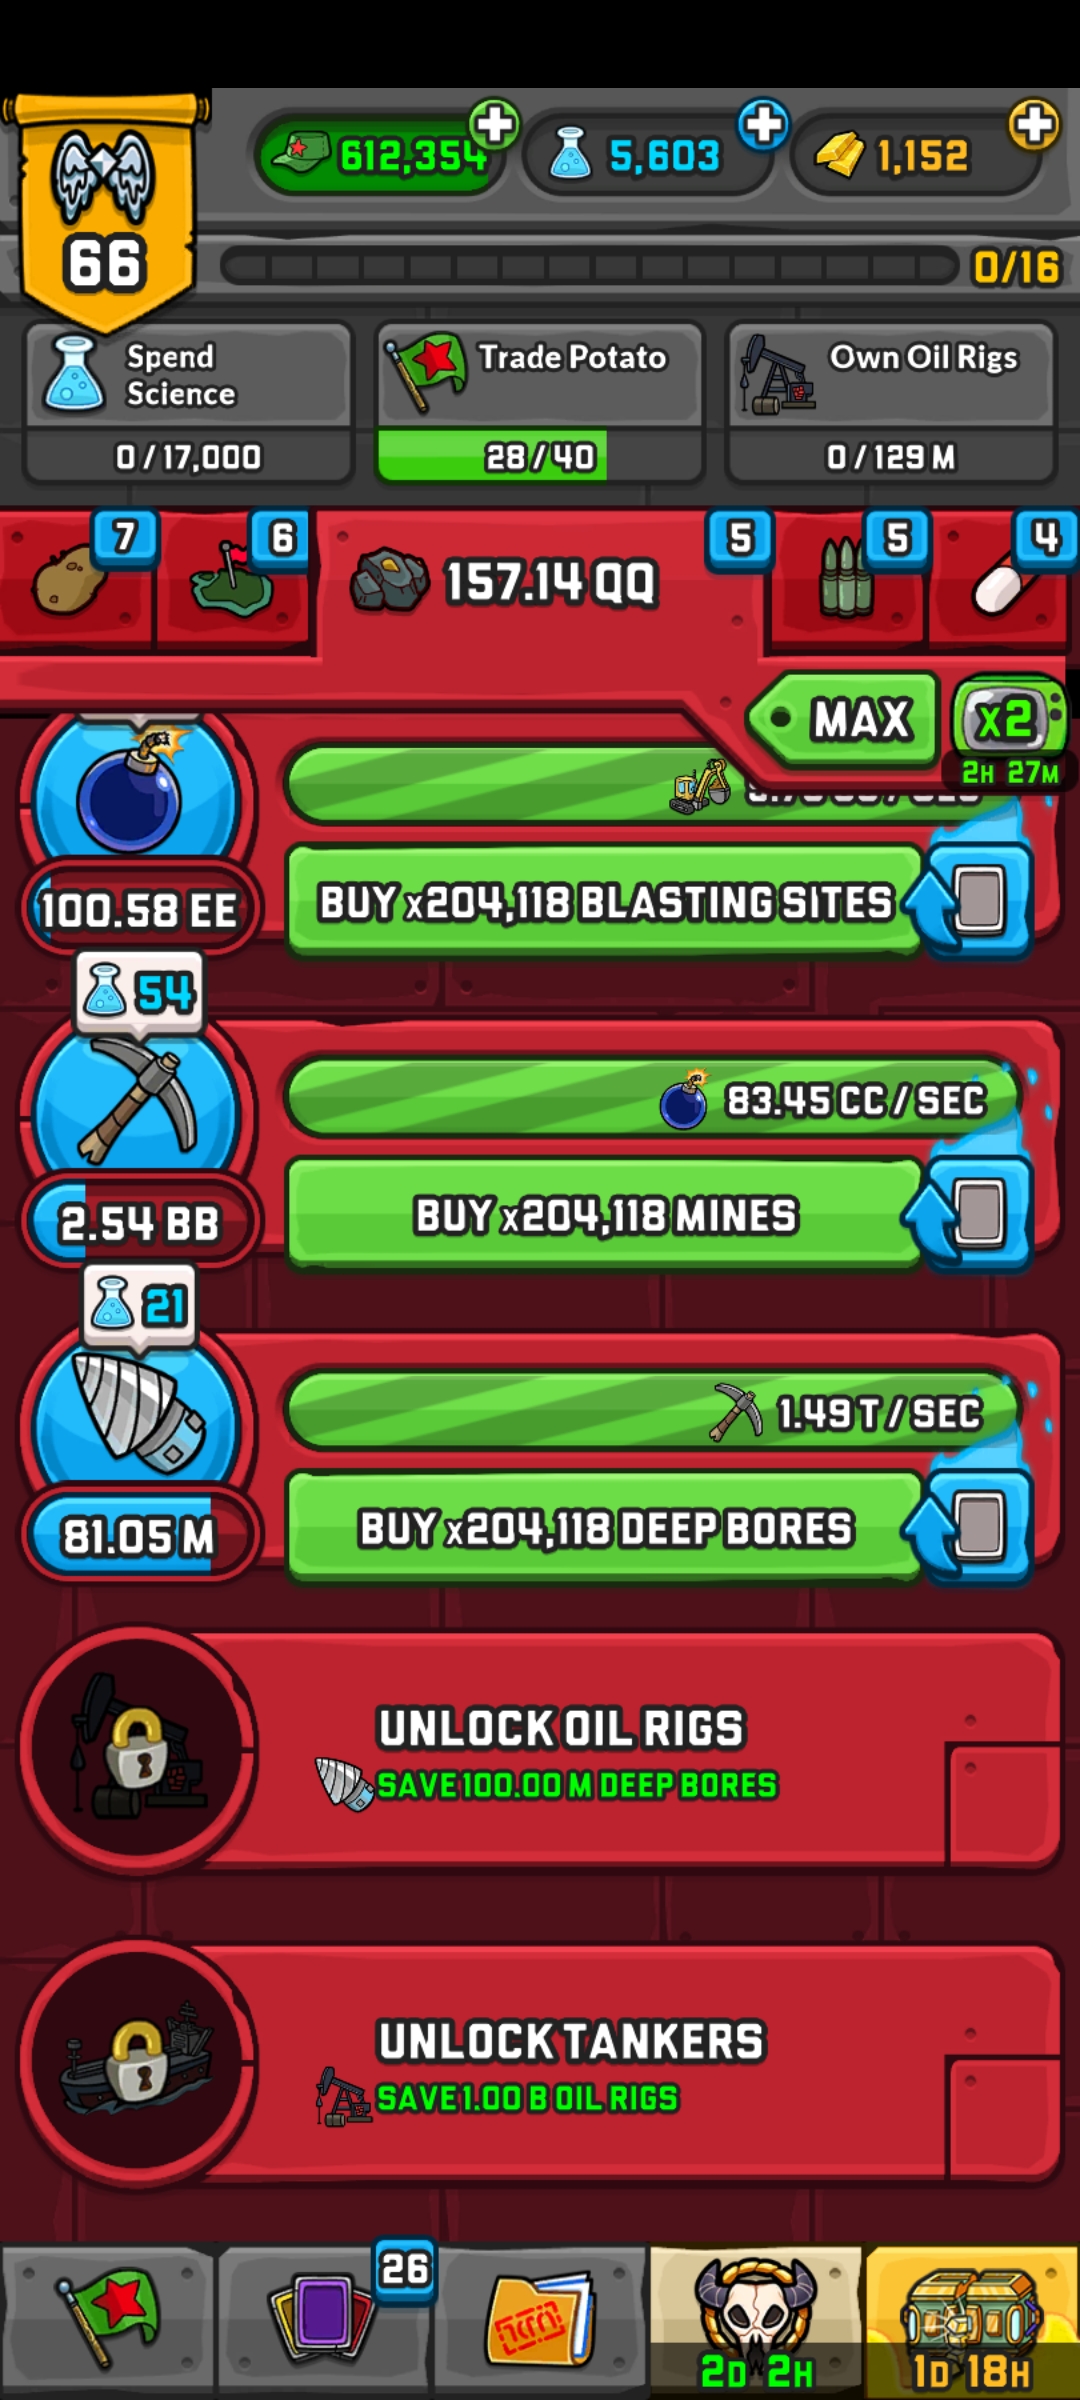 612,354
5,603
1,152
66
0/16
Spend
Science
0 / 17,000
Trade Potato
28 / 40
Own Oil Rigs
0 / 129 M
7
6
157.14 QQ
5
5
4
MAX
X2
2H 27M
100.58 EE
BUY x204,118 BLASTING SITES
54
83.45 CC / SEC
2.54 BB
BUY x204,118 MINES
21
1.49 T / SEC
81.05 M
BUY x204,118 DEEP BORES
UNLOCK OIL RIGS
SAVE 100.00 M DEEP BORES
UNLOCK TANKERS
SAVE 1.00 B OIL RIGS
26
2D 2H
1D 18H